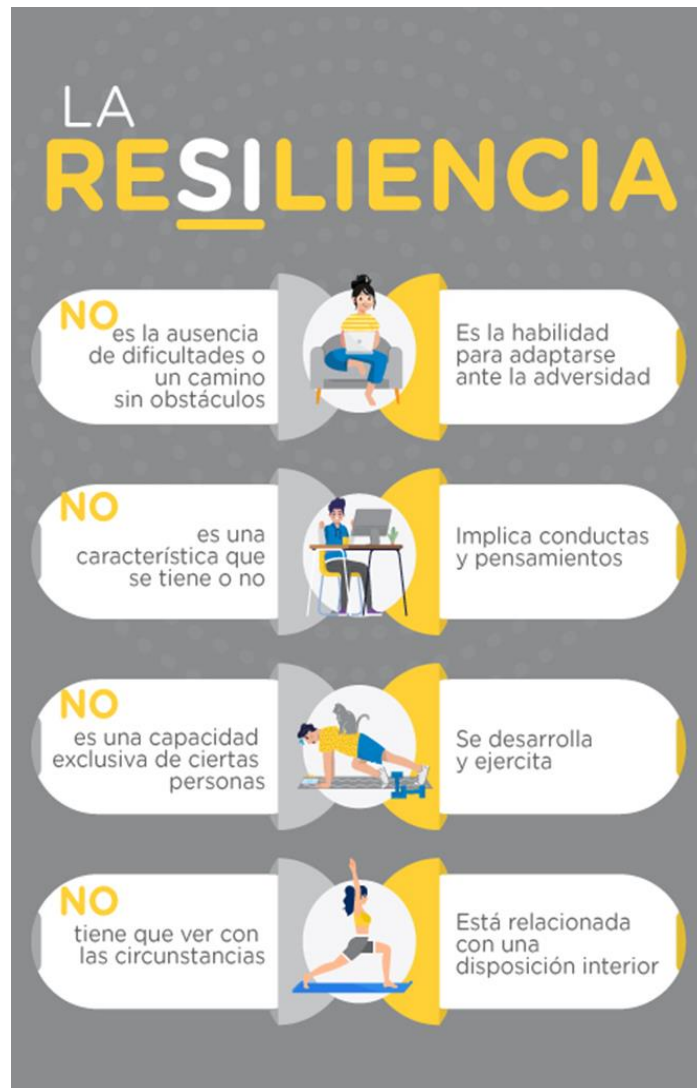 LA
RESILIENCIA
NO
es la ausencia
de dificultades o
un camino
sin obstáculos
Es la habilidad
para adaptarse
ante la adversidad
NO
es una
característica que
se tiene o no
Implica conductas
y pensamientos
NO
es una capacidad
exclusiva de ciertas
personas
Se desarrolla
y ejercita
NO
tiene que ver con
las circunstancias
Está relacionada
con una
disposición interior